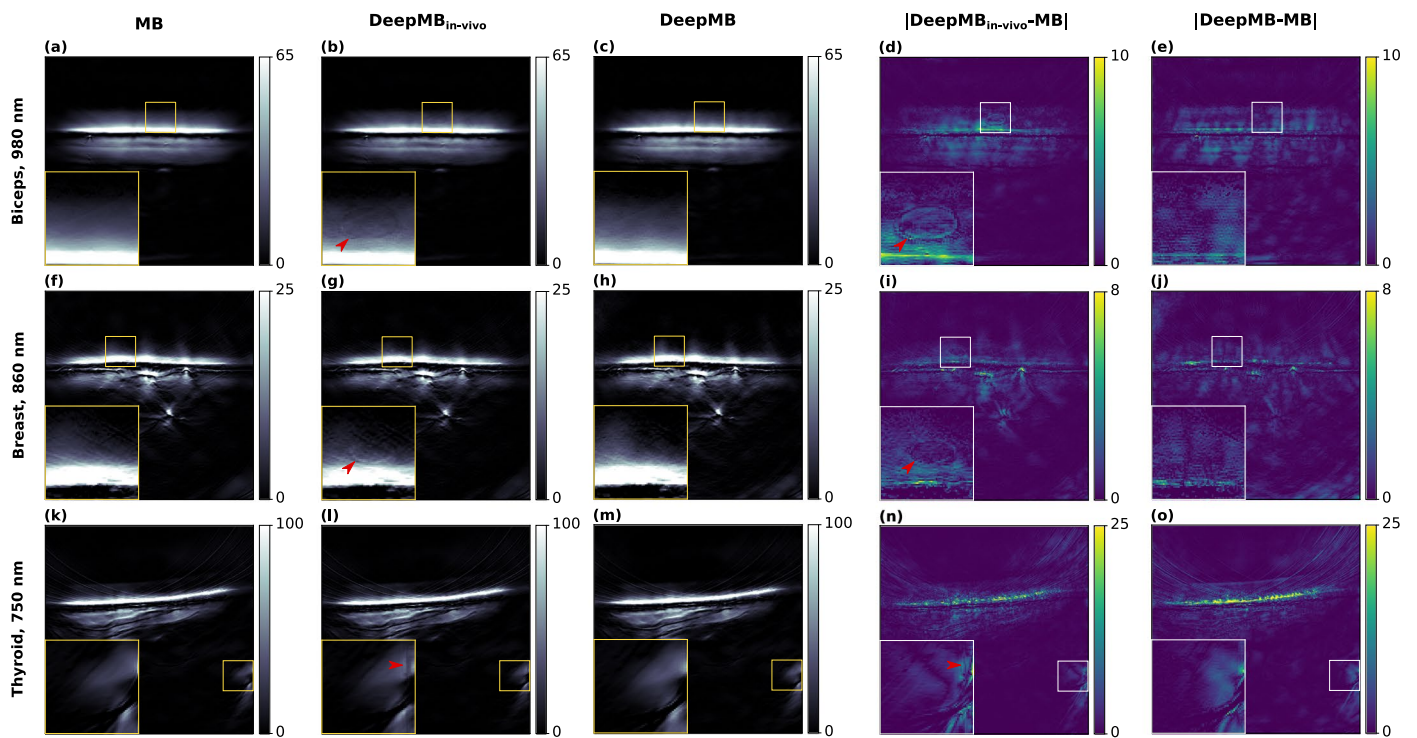 MB DeepMBin-vivo DeepMB |DeepMBin-vivo-MB| |DeepMB-MB|
(a) (b) (c) (d) (e)
65 65 65 10 10
Biceps, 980 nm
0 0 0 0 0
(f) (g) (h) (i) (j)
25 25 25 8 8
Breast, 860 nm
0 0 0 0 0
(k) (l) (m) (n) (o)
100 100 100 25 25
Thyroid, 750 nm
0 0 0 0 0